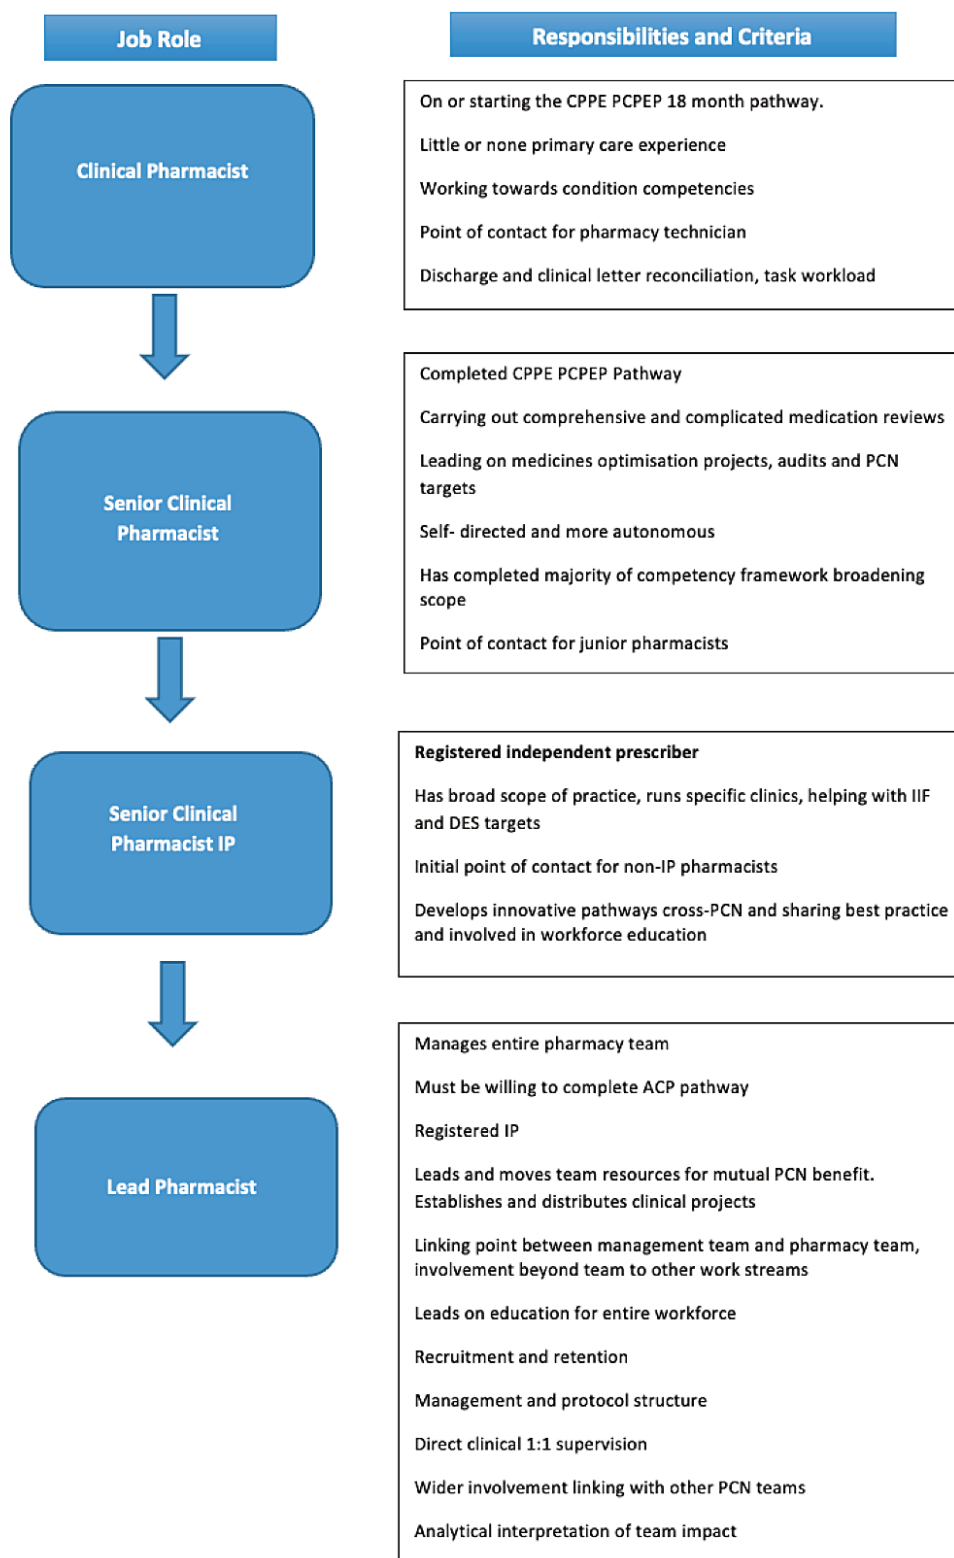 Job Role
Responsibilities and Criteria
Clinical Pharmacist
On or starting the CPPE PCPEP 18 month pathway.
Little or none primary care experience
Working towards condition competencies
Point of contact for pharmacy technician
Discharge and clinical letter reconciliation, task workload
Senior Clinical
Pharmacist
Completed CPPE PCPEP Pathway
Carrying out comprehensive and complicated medication reviews
Leading on medicines optimisation projects, audits and PCN
targets
Self- directed and more autonomous
Has completed majority of competency framework broadening
scope
Point of contact for junior pharmacists
Senior Clinical
Pharmacist IP
Registered independent prescriber
Has broad scope of practice, runs specific clinics, helping with IIF
and DES targets
Initial point of contact for non-IP pharmacists
Develops innovative pathways cross-PCN and sharing best practice
and involved in workforce education
Lead Pharmacist
Manages entire pharmacy team
Must be willing to complete ACP pathway
Registered IP
Leads and moves team resources for mutual PCN benefit.
Establishes and distributes clinical projects
Linking point between management team and pharmacy team,
involvement beyond team to other work streams
Leads on education for entire workforce
Recruitment and retention
Management and protocol structure
Direct clinical 1:1 supervision
Wider involvement linking with other PCN teams
Analytical interpretation of team impact